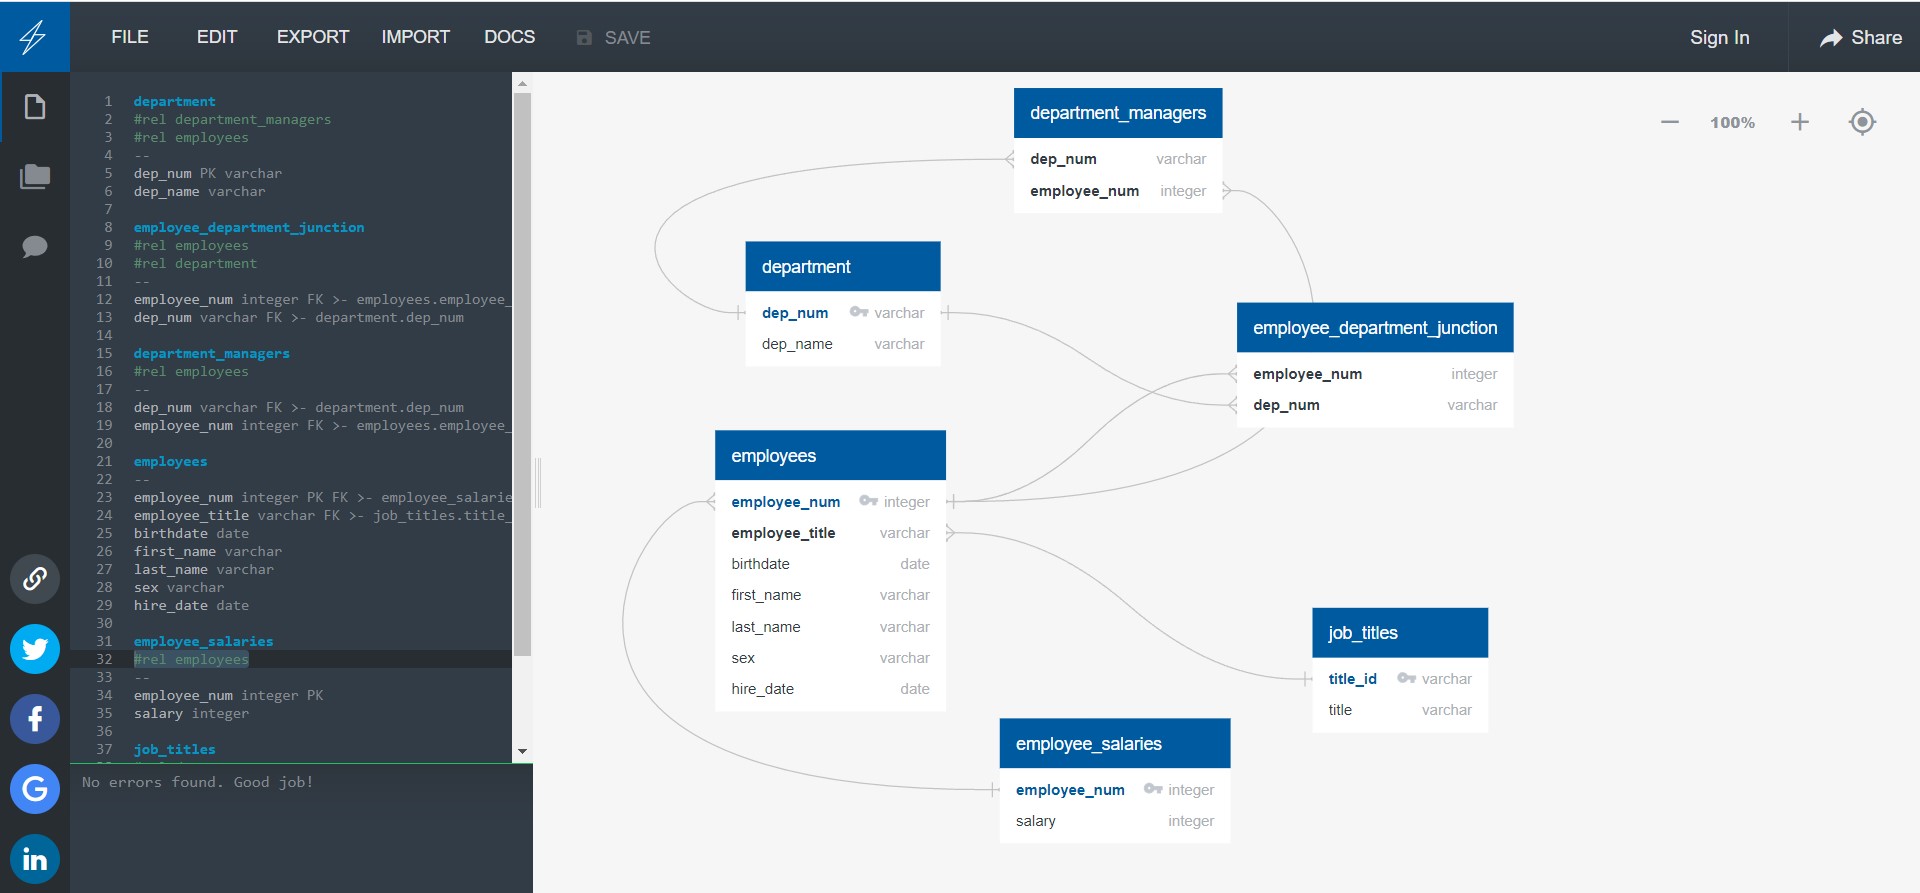 FILE EDIT EXPORT IMPORT DOCS SAVE Sign In Share
1 department
2 #rel department_managers
3 #rel employees
4 --
5 dep_num PK varchar
6 dep_name varchar
7
8 employee_department_junction
9 #rel employees
10 #rel department
11 --
12 employee_num integer FK >- employees.employee_
13 dep_num varchar FK >- department.dep_num
14
15 department_managers
16 #rel employees
17 --
18 dep_num varchar FK >- department.dep_num
19 employee_num integer FK >- employees.employee_
20
21 employees
22 --
23 employee_num integer PK FK >- employee_salarie
24 employee_title varchar FK >- job_titles.title_
25 birthdate date
26 first_name varchar
27 last_name varchar
28 sex varchar
29 hire_date date
30
31 employee_salaries
32 #rel employees
33 --
34 employee_num integer PK
35 salary integer
36
37 job_titles
No errors found. Good job!
100%
department_managers
dep_num varchar
employee_num integer
department
dep_num varchar
dep_name varchar
employee_department_junction
employee_num integer
dep_num varchar
employees
employee_num integer
employee_title varchar
birthdate date
first_name varchar
last_name varchar
sex varchar
hire_date date
job_titles
title_id varchar
title varchar
employee_salaries
employee_num integer
salary integer